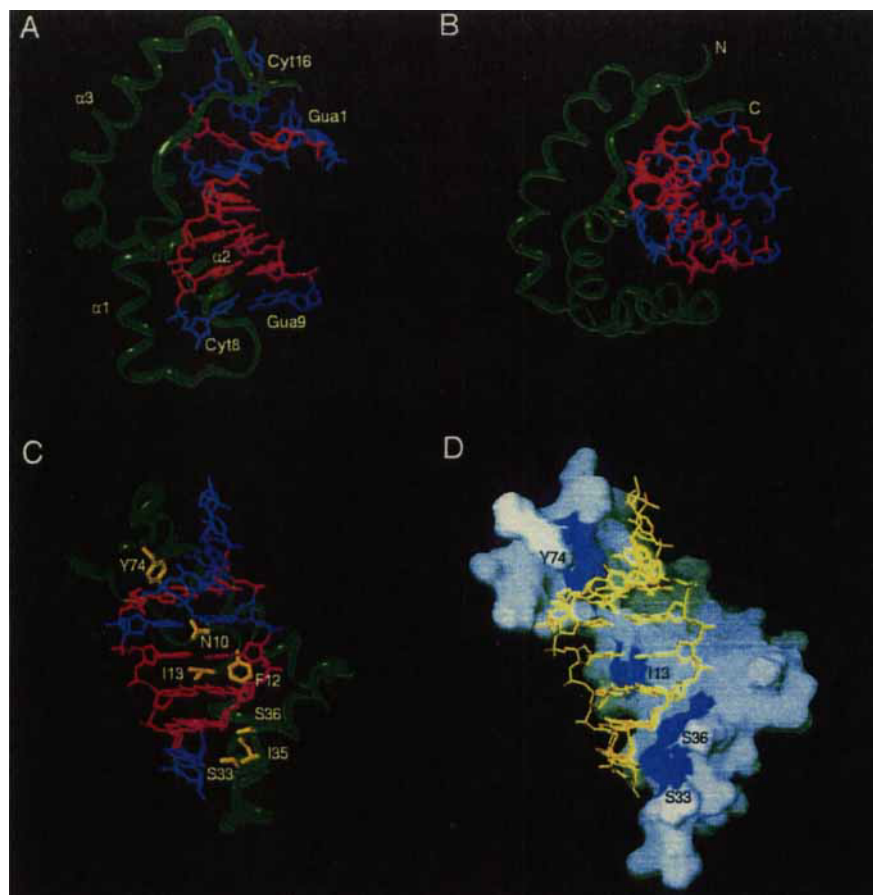 A
Cyt16
α3
Gua1
α2
α1
Gua9
Cyt8
B
N
C
C
Y74
N10
I13
F12
S36
I35
S33
D
Y74
I13
S36
S33